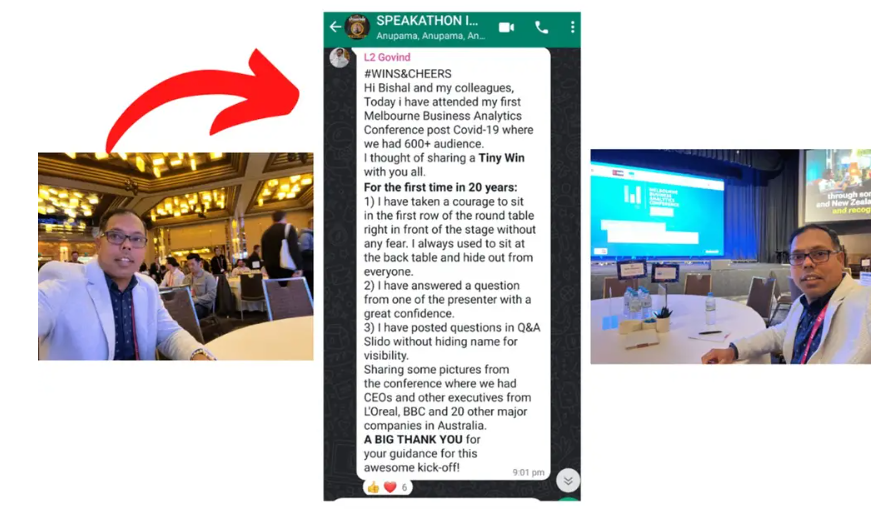 SPEAKATHON I...
Anupama, Anupama, An...
L2 Govind
#WINS&CHEERS
Hi Bishal and my colleagues,
Today i have attended my first
Melbourne Business Analytics
Conference post Covid-19 where
we had 600+ audience.
I thought of sharing a Tiny Win
with you all.
For the first time in 20 years:
1) I have taken a courage to sit
in the first row of the round table
right in front of the stage without
any fear. I always used to sit at
the back table and hide out from
everyone.
2) I have answered a question
from one of the presenter with a
great confidence.
3) I have posted questions in Q&A
Slido without hiding name for
visibility.
Sharing some pictures from
the conference where we had
CEOs and other executives from
L'Oreal, BBC and 20 other major
companies in Australia.
A BIG THANK YOU for
your guidance for this
awesome kick-off!
9:01 pm
6
MELBOURNE
BUSINESS
ANALYTICS
CONFERENCE
through
and New Zeala
and recog